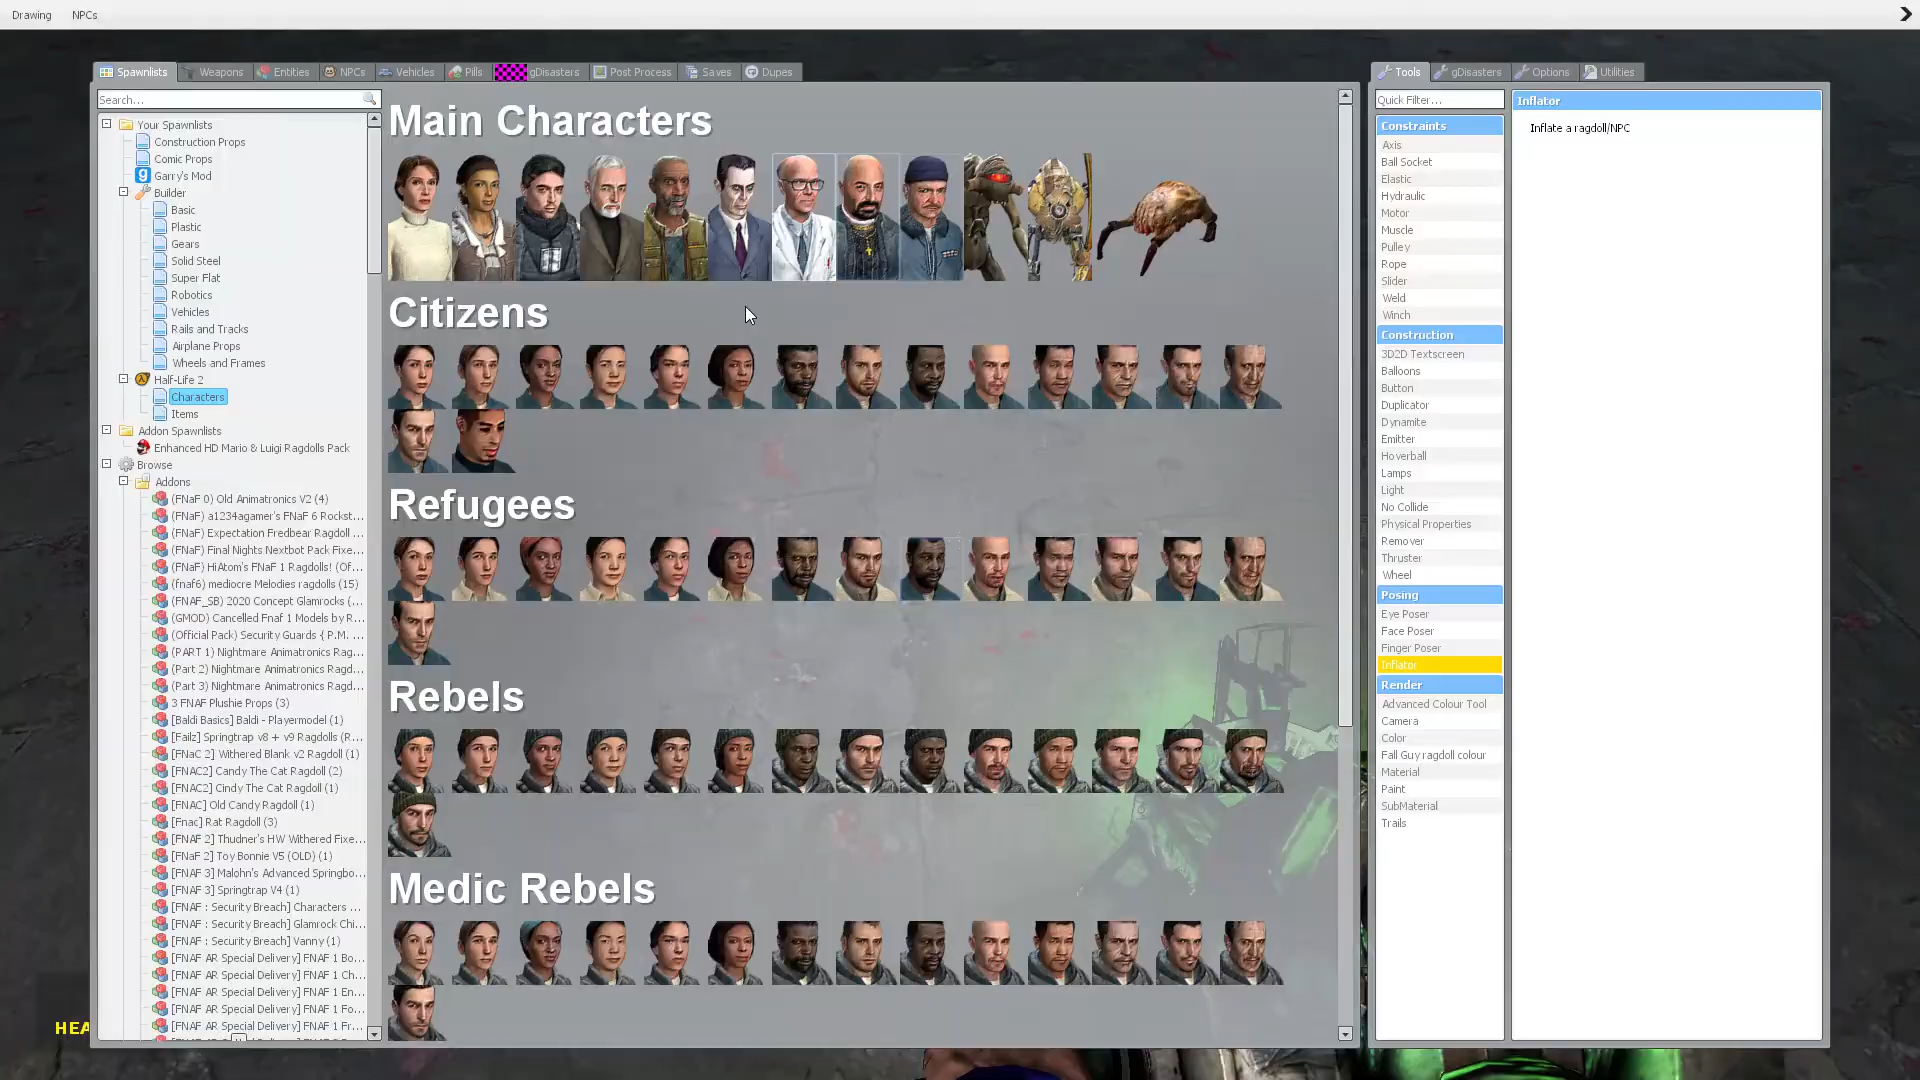 Drawing NPCs
Spawnlists Weapons Entities NPCs Vehicles Pills gDisasters Post Process Saves Dupes
Search...
Your Spawnlists
Construction Props
Comic Props
Garry's Mod
Builder
Basic
Plastic
Gears
Solid Steel
Super Flat
Robotics
Vehicles
Rails and Tracks
Airplane Props
Wheels and Frames
Half-Life 2
Characters
Items
Addon Spawnlists
Enhanced HD Mario & Luigi Ragdolls Pack
Browse
Addons
(FNaF 0) Old Animatronics V2 (4)
(FNaF) a1234agamer's FNaF 6 Rockst...
(FNaF) Expectation Fredbear Ragdoll ...
(FNaF) Final Nights Nextbot Pack Fixe...
(FNaF) HiAtom's FNaF 1 Ragdolls! (Of...
(fnaf6) mediocre Melodies ragdolls (15)
(FNAF_SB) 2020 Concept Glamrocks (...
(GMOD) Cancelled Fnaf 1 Models by R...
(Official Pack) Security Guards { P.M. ...
(PART 1) Nightmare Animatronics Rag...
(Part 2) Nightmare Animatronics Ragd...
(Part 3) Nightmare Animatronics Ragd...
3 FNAF Plushie Props (3)
[Baldi Basics] Baldi - Playermodel (1)
[Failz] Springtrap v8 + v9 Ragdolls (R...
[FNaC 2] Withered Blank v2 Ragdoll (1)
[FNAC2] Candy The Cat Ragdoll (2)
[FNAC2] Cindy The Cat Ragdoll (1)
[FNAC] Old Candy Ragdoll (1)
[Fnac] Rat Ragdoll (3)
[FNAF 2] Thudner's HW Withered Fixe...
[FNaF 2] Toy Bonnie V5 (OLD) (1)
[FNAF 3] Malohn's Advanced Springbo...
[FNAF 3] Springtrap V4 (1)
[FNAF : Security Breach] Characters ...
[FNAF : Security Breach] Glamrock Chi...
[FNAF : Security Breach] Vanny (1)
[FNAF AR Special Delivery] FNAF 1 Bo...
[FNAF AR Special Delivery] FNAF 1 Ch...
[FNAF AR Special Delivery] FNAF 1 En...
[FNAF AR Special Delivery] FNAF 1 Fo...
[FNAF AR Special Delivery] FNAF 1 Fr...
HEA
Main Characters
Citizens
Refugees
Rebels
Medic Rebels
Tools gDisasters Options Utilities
Quick Filter...
Constraints
Axis
Ball Socket
Elastic
Hydraulic
Motor
Muscle
Pulley
Rope
Slider
Weld
Winch
Construction
3D2D Textscreen
Balloons
Button
Duplicator
Dynamite
Emitter
Hoverball
Lamps
Light
No Collide
Physical Properties
Remover
Thruster
Wheel
Posing
Eye Poser
Face Poser
Finger Poser
Inflator
Render
Advanced Colour Tool
Camera
Color
Fall Guy ragdoll colour
Material
Paint
SubMaterial
Trails
Inflator
Inflate a ragdoll/NPC